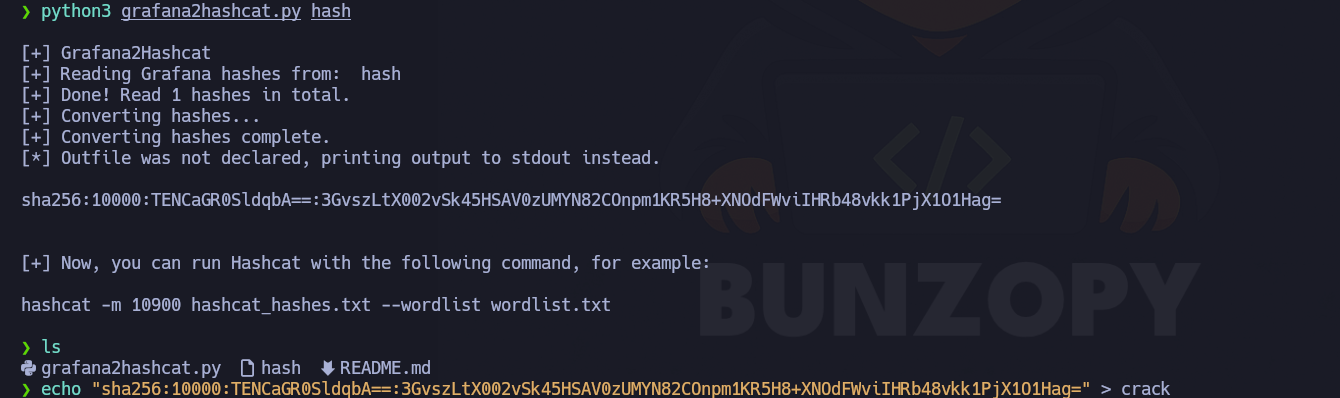 ❯ python3 grafana2hashcat.py hash
[+] Grafana2Hashcat
[+] Reading Grafana hashes from:  hash
[+] Done! Read 1 hashes in total.
[+] Converting hashes...
[+] Converting hashes complete.
[*] Outfile was not declared, printing output to stdout instead.
sha256:10000:TENCaGR0SldqbA==:3GvszLtX002vSk45HSAV0zUMYN82COnpm1KR5H8+XNOdFWviIHRb48vkk1PjX1O1Hag=
[+] Now, you can run Hashcat with the following command, for example:
hashcat -m 10900 hashcat_hashes.txt --wordlist wordlist.txt
❯ ls
grafana2hashcat.py hash README.md
❯ echo "sha256:10000:TENCaGR0SldqbA==:3GvszLtX002vSk45HSAV0zUMYN82COnpm1KR5H8+XNOdFWviIHRb48vkk1PjX1O1Hag=" > crack
</>
BUNZOPY